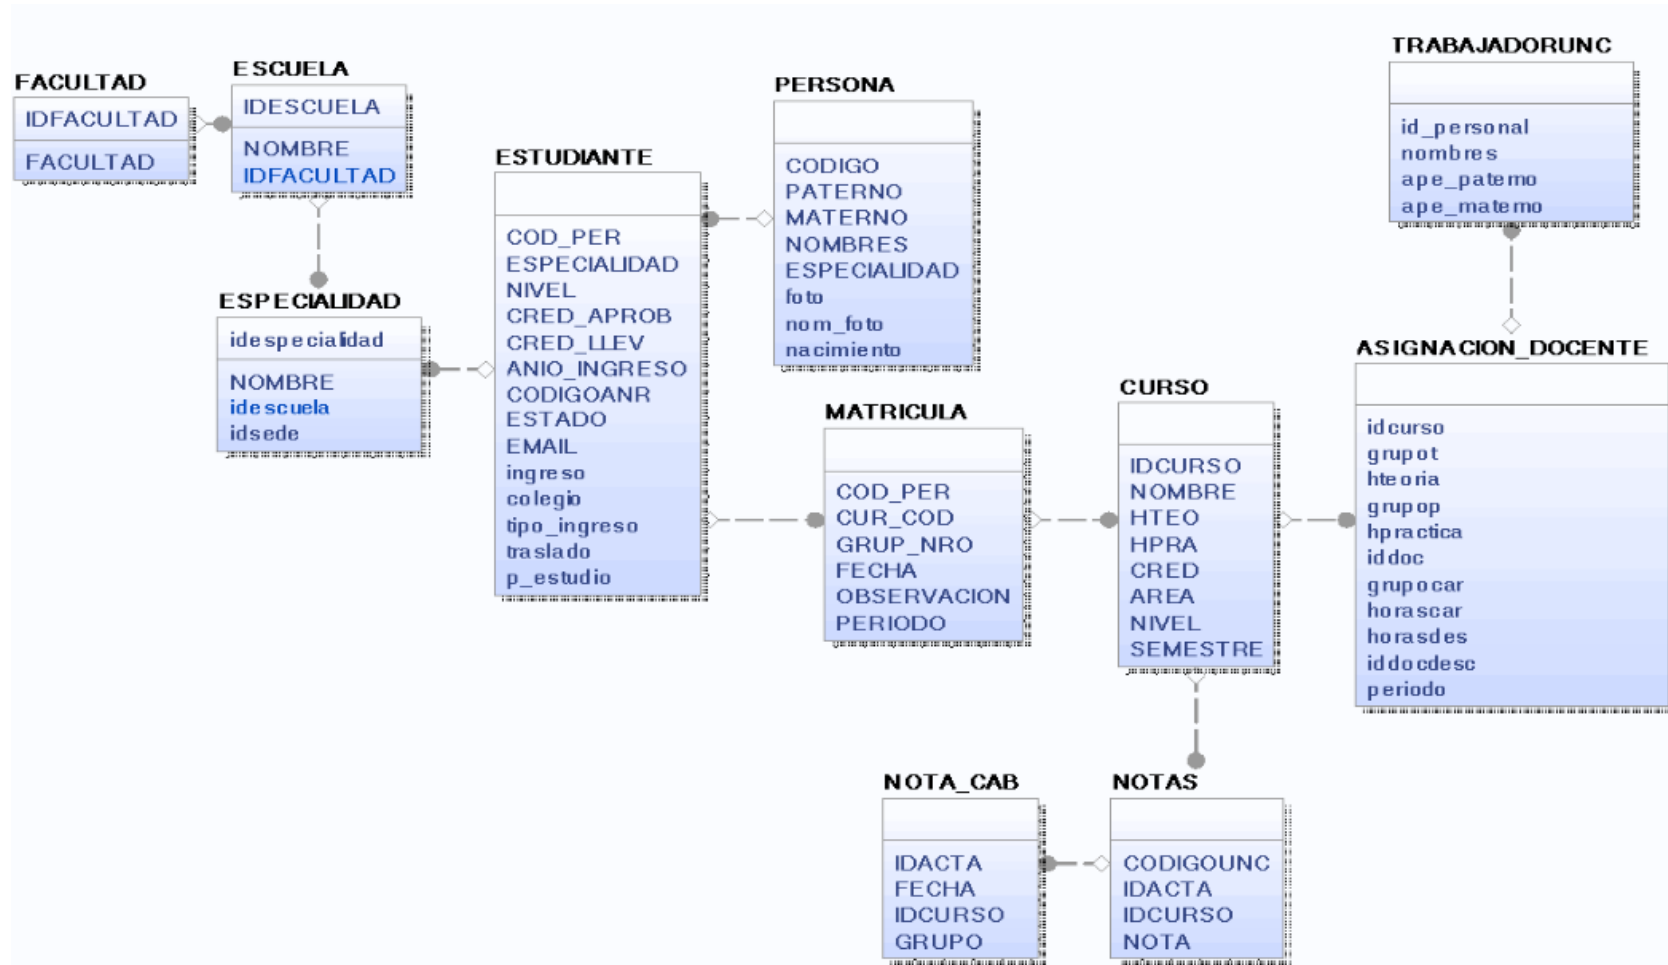 FACULTAD
IDFACULTAD
FACULTAD
ESCUELA
IDESCUELA
NOMBRE
IDFACULTAD
ESPECIALIDAD
idespecialidad
NOMBRE
idescuela
idsede
ESTUDIANTE
COD_PER
ESPECIALIDAD
NIVEL
CRED_APROB
CRED_LLEV
ANIO_INGRESO
CODIGOANR
ESTADO
EMAIL
ingreso
colegio
tipo_ingreso
traslado
p_estudio
PERSONA
CODIGO
PATERNO
MATERNO
NOMBRES
ESPECIALIDAD
foto
nom_foto
nacimiento
MATRICULA
COD_PER
CUR_COD
GRUP_NRO
FECHA
OBSERVACION
PERIODO
CURSO
IDCURSO
NOMBRE
HTEO
HPRA
CRED
AREA
NIVEL
SEMESTRE
TRABAJADORUNC
id_personal
nombres
ape_paterno
ape_materno
ASIGNACION_DOCENTE
idcurso
grupot
hteoria
grupop
hpractica
iddoc
grupocar
horascar
horasdes
iddocdesc
periodo
NOTA_CAB
IDACTA
FECHA
IDCURSO
GRUPO
NOTAS
CODIGOUNC
IDACTA
IDCURSO
NOTA